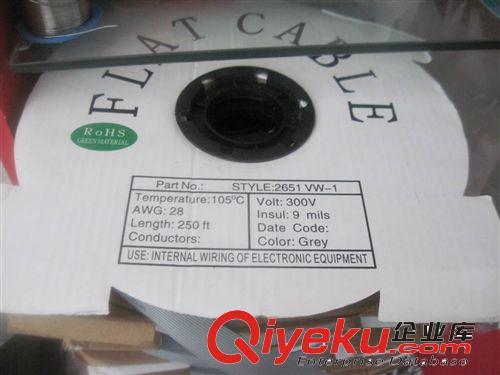 FLAT CABLE
RoHS
GREEN MATERIAL
Part No.: STYLE:2651 VW-1
Temperature:105°C Volt: 300V
AWG: 28 Insul: 9 mils
Length: 250 ft Date Code:
Conductors: Color: Grey
USE: INTERNAL WIRING OF ELECTRONIC EQUIPMENT
Qiyeku.com 企业库
Enterprise Database